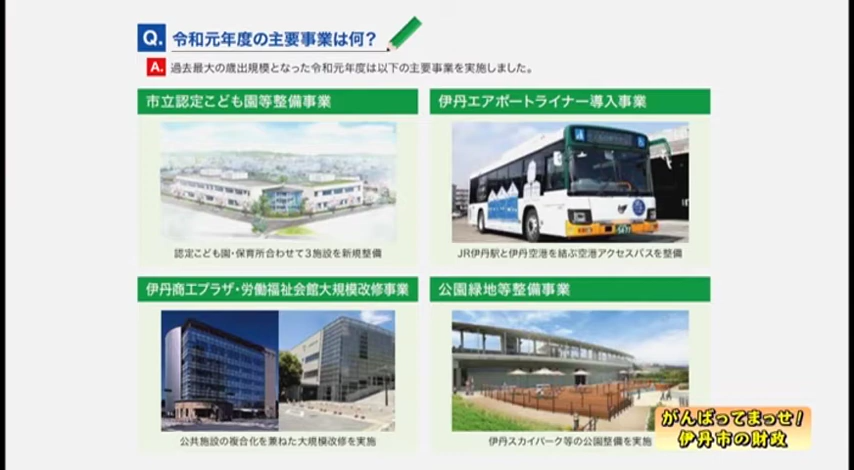 Q. 令和元年度の主要事業は何?
A. 過去最大の歳出規模となった令和元年度は以下の主要事業を実施しました。
市立認定こども園等整備事業
認定こども園・保育所合わせて3施設を新規整備
伊丹エアポートライナー導入事業
JR伊丹駅と伊丹空港を結ぶ空港アクセスバスを整備
伊丹商工プラザ・労働福祉会館大規模改修事業
公共施設の複合化を兼ねた大規模改修を実施
公園緑地等整備事業
伊丹スカイパーク等の公園整備を実施
がんばってまっせ!
伊丹市の財政